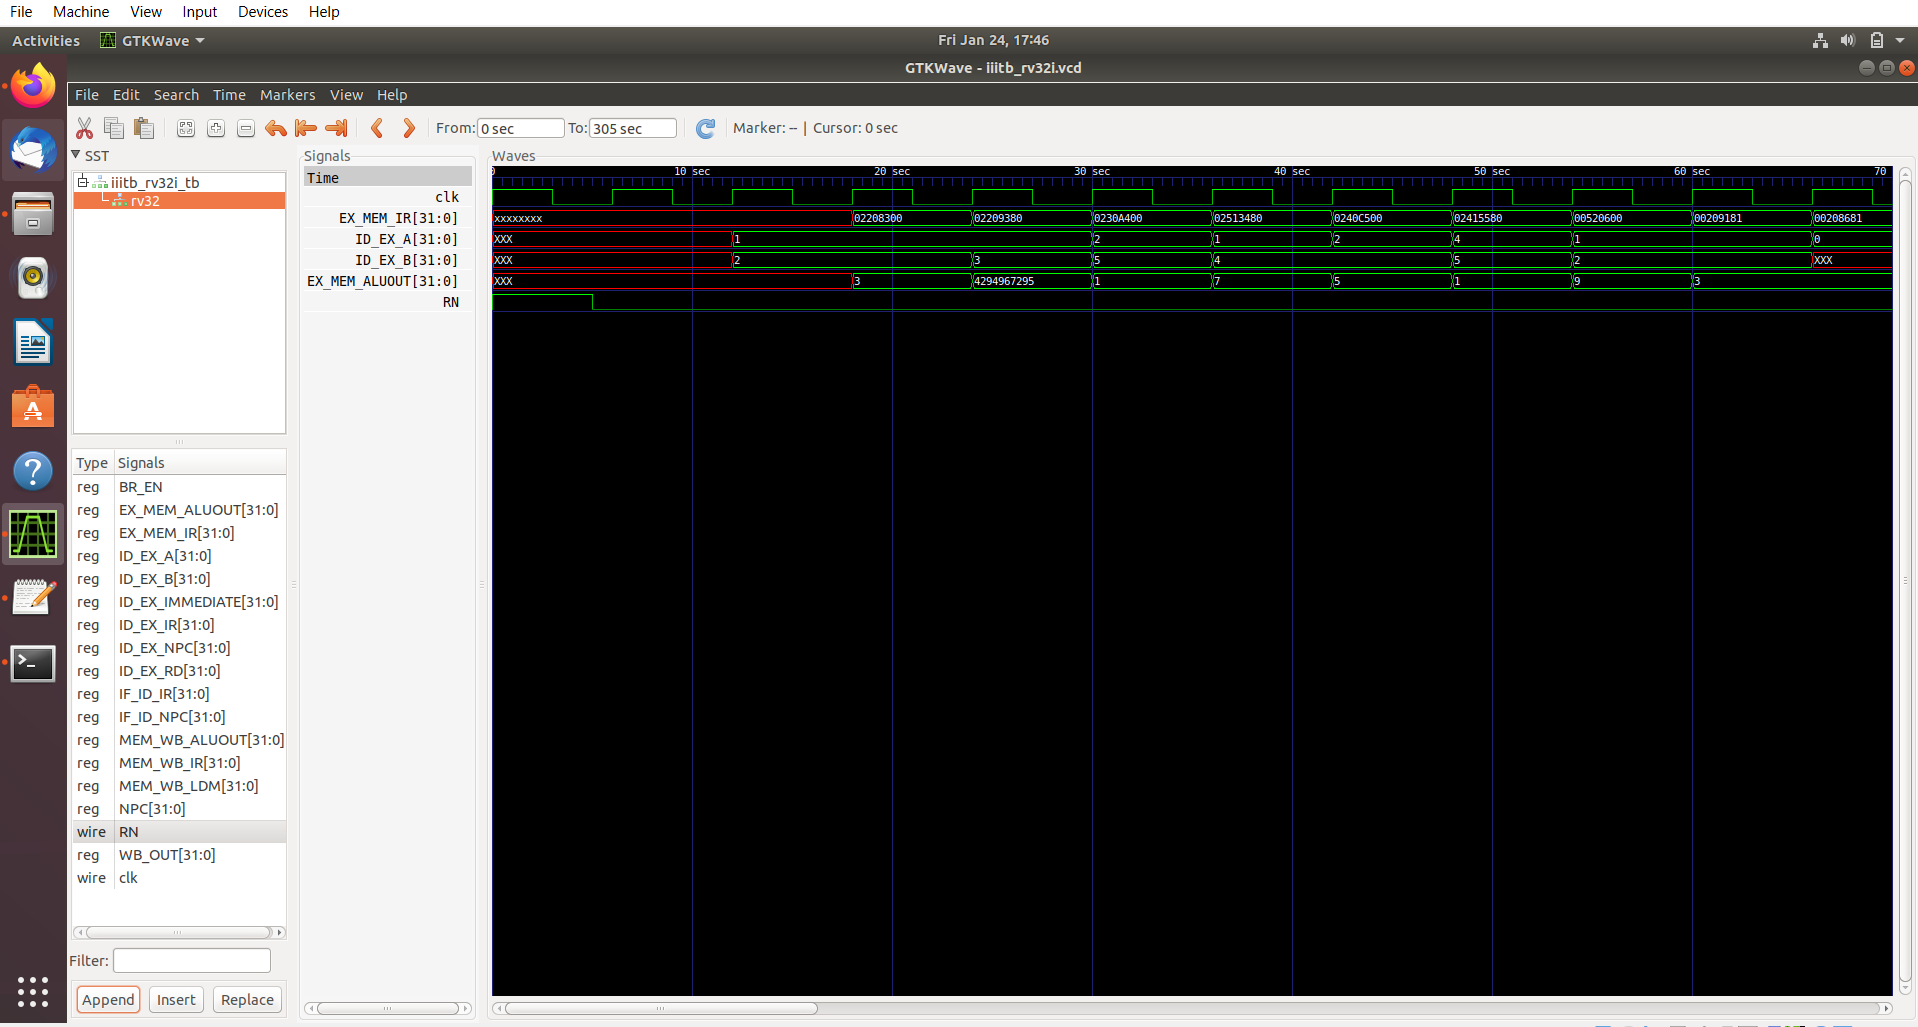 File Machine View Input Devices Help
Activities GTKWave Fri Jan 24, 17:46
GTKWave - iiitb_rv32i.vcd
File Edit Search Time Markers View Help
From: 0 sec To: 305 sec Marker: -- | Cursor: 0 sec
SST
iiitb_rv32i_tb
rv32
Type Signals
reg BR_EN
reg EX_MEM_ALUOUT[31:0]
reg EX_MEM_IR[31:0]
reg ID_EX_A[31:0]
reg ID_EX_B[31:0]
reg ID_EX_IMMEDIATE[31:0]
reg ID_EX_IR[31:0]
reg ID_EX_NPC[31:0]
reg ID_EX_RD[31:0]
reg IF_ID_IR[31:0]
reg IF_ID_NPC[31:0]
reg MEM_WB_ALUOUT[31:0]
reg MEM_WB_IR[31:0]
reg MEM_WB_LDM[31:0]
reg NPC[31:0]
wire RN
reg WB_OUT[31:0]
wire clk
Filter:
Append Insert Replace
Signals
Time
clk
EX_MEM_IR[31:0]
ID_EX_A[31:0]
ID_EX_B[31:0]
EX_MEM_ALUOUT[31:0]
RN
Waves
0 10 sec 20 sec 30 sec 40 sec 50 sec 60 sec 70
xxxxxxxx 02208300 02209380 0230A400 02513480 0240C500 02415580 00520600 00209181 00208681
XXX 1 2 1 2 4 1 0
XXX 2 3 5 4 5 2 XXX
XXX 3 4294967295 1 7 5 1 9 3